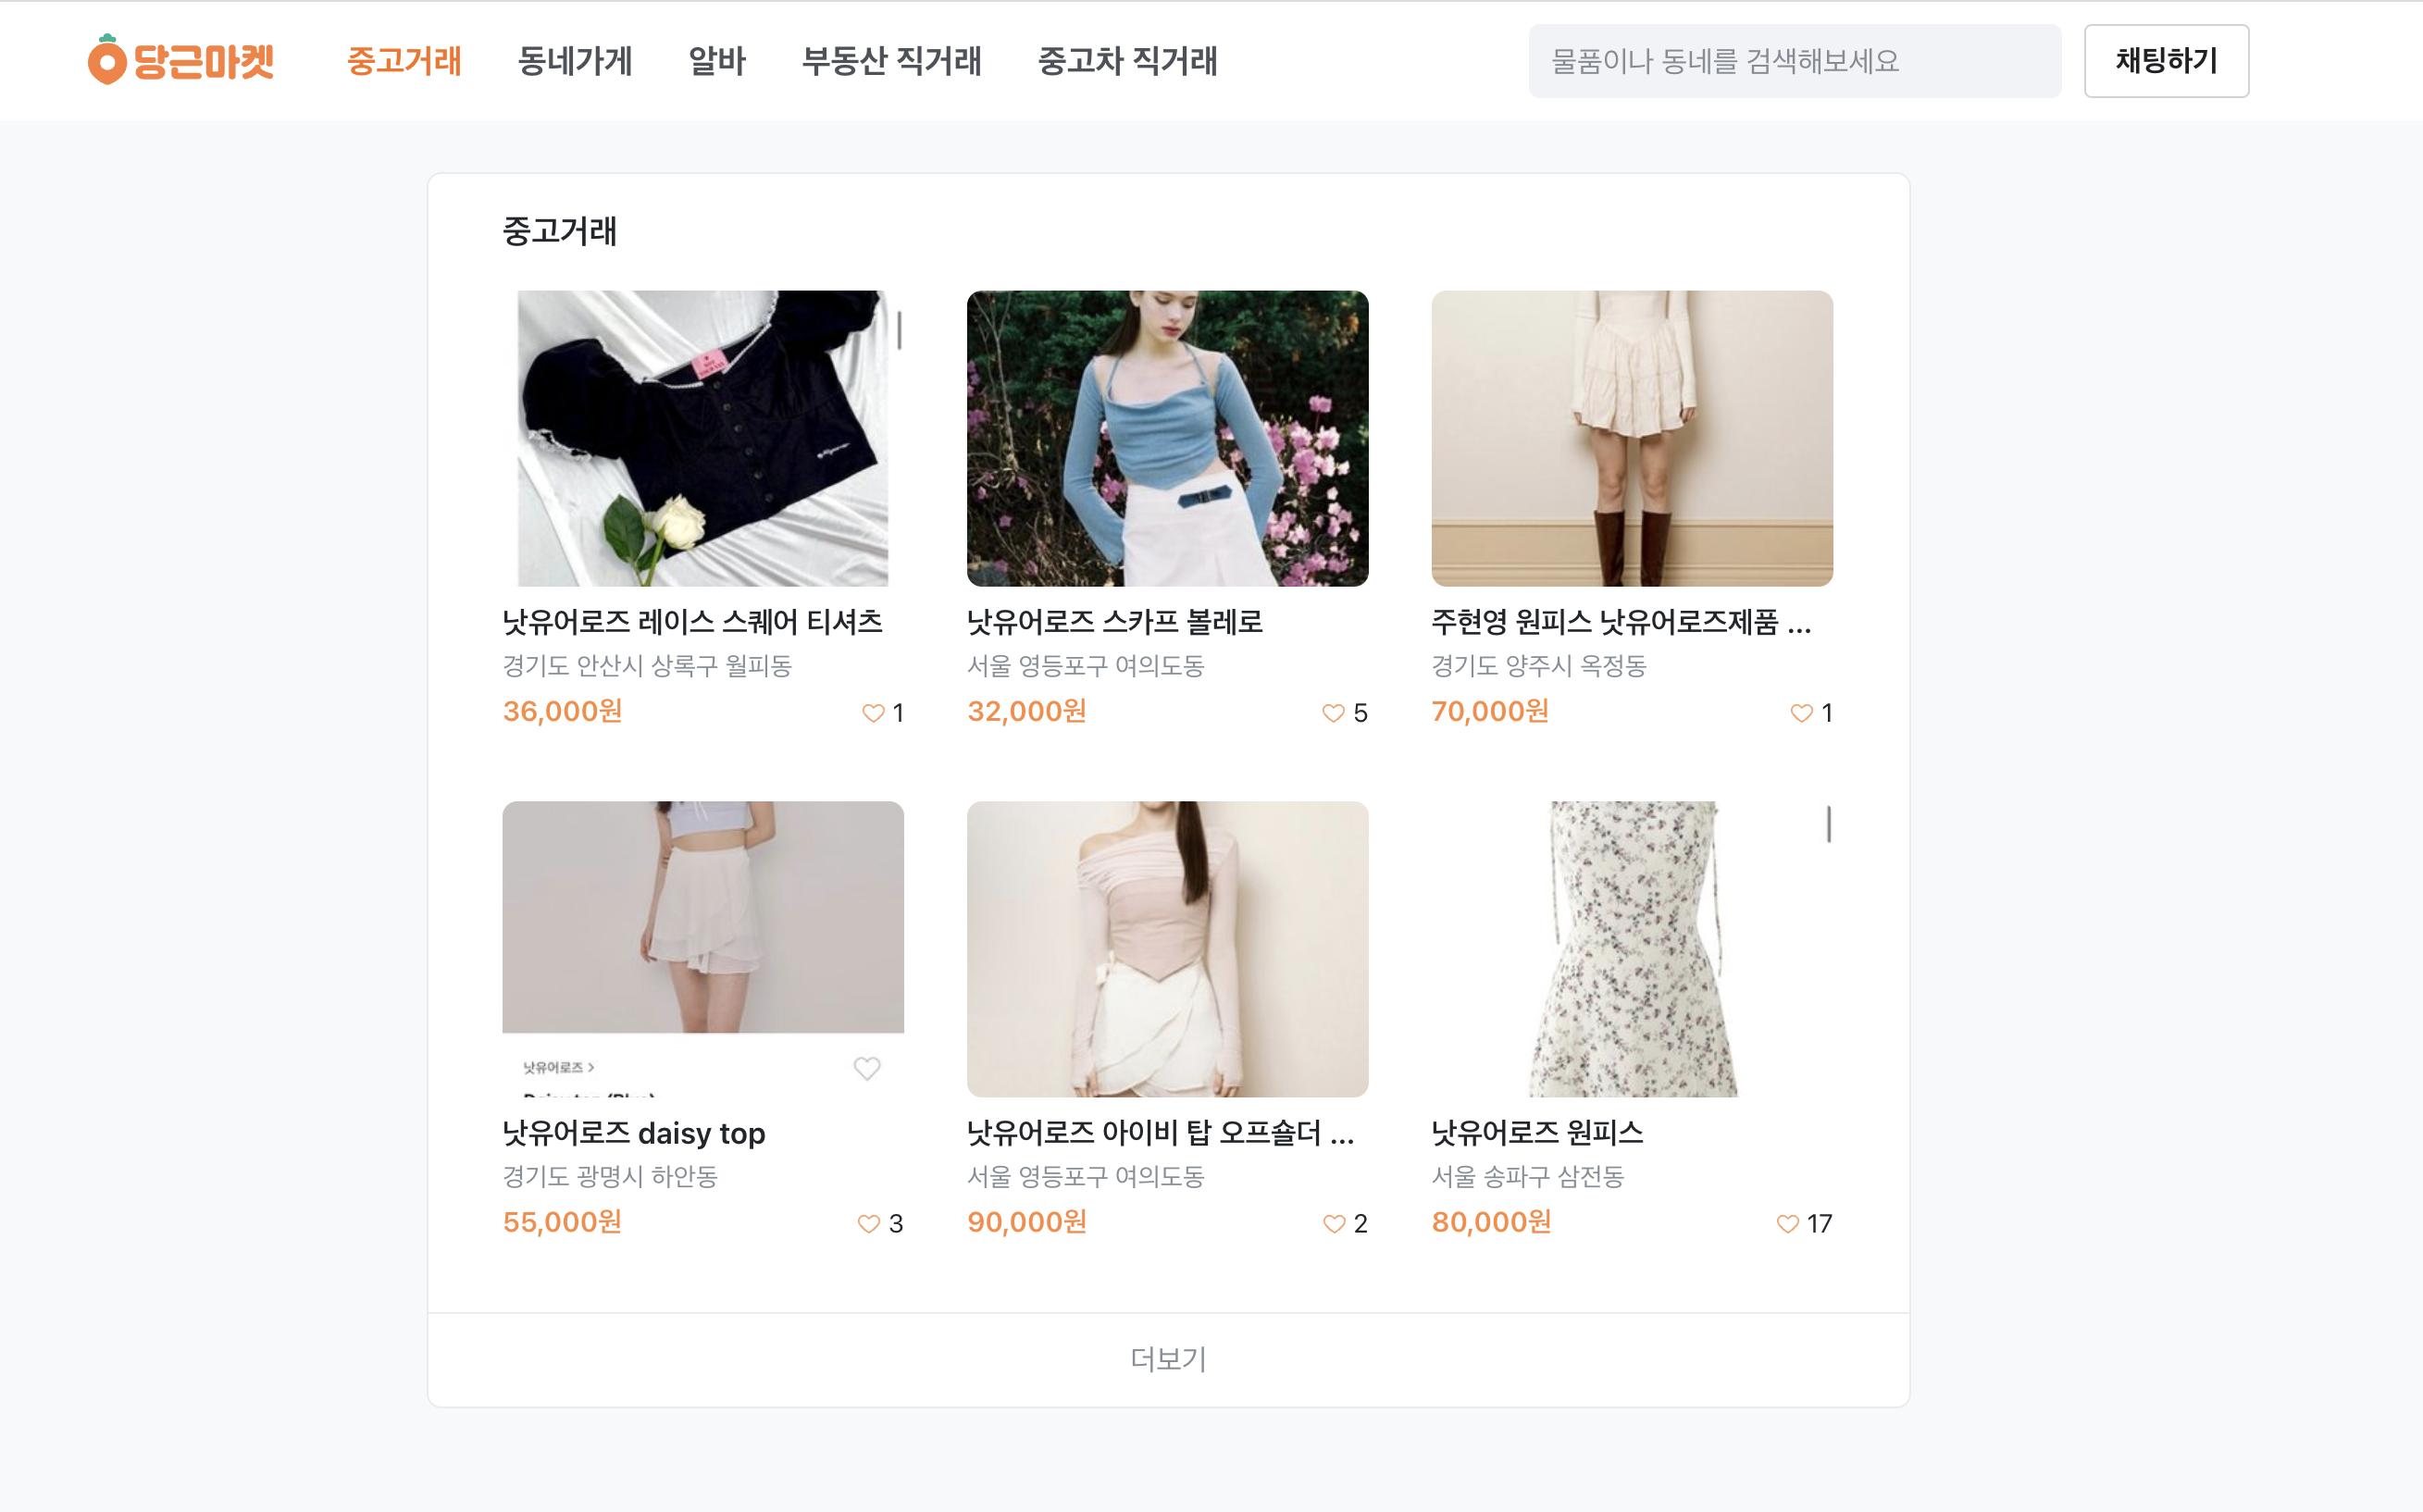 당근마켓
중고거래
동네가게
알바
부동산 직거래
중고차 직거래
물품이나 동네를 검색해보세요
채팅하기
중고거래
낫유어로즈 레이스 스퀘어 티셔츠
경기도 안산시 상록구 월피동
36,000원
1
낫유어로즈 스카프 볼레로
서울 영등포구 여의도동
32,000원
5
주현영 원피스 낫유어로즈제품 ...
경기도 양주시 옥정동
70,000원
1
낫유어로즈 >
Daisy top (Blue)
낫유어로즈 daisy top
경기도 광명시 하안동
55,000원
3
낫유어로즈 아이비 탑 오프숄더 ...
서울 영등포구 여의도동
90,000원
2
낫유어로즈 원피스
서울 송파구 삼전동
80,000원
17
더보기